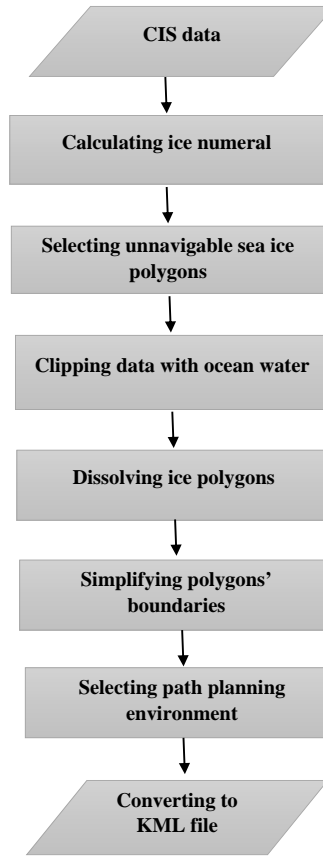 CIS data
Calculating ice numeral
Selecting unnavigable sea ice
polygons
Clipping data with ocean water
Dissolving ice polygons
Simplifying polygons’
boundaries
Selecting path planning
environment
Converting to
KML file